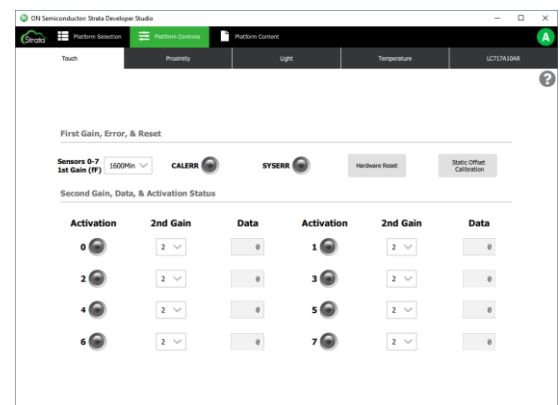 ON Semiconductor: Strata Developer Studio
Strata Platform Selection Platform Controls Platform Content A
Touch Proximity Light Temperature LC717A10AR
?
First Gain, Error, & Reset
Sensors 0-7
1st Gain (fF) 1600Min CALERR SYSERR Hardware Reset Static Offset
Calibration
Second Gain, Data, & Activation Status
Activation 2nd Gain Data Activation 2nd Gain Data
0 2 0 1 2 0
2 2 0 3 2 0
4 2 0 5 2 0
6 2 0 7 2 0